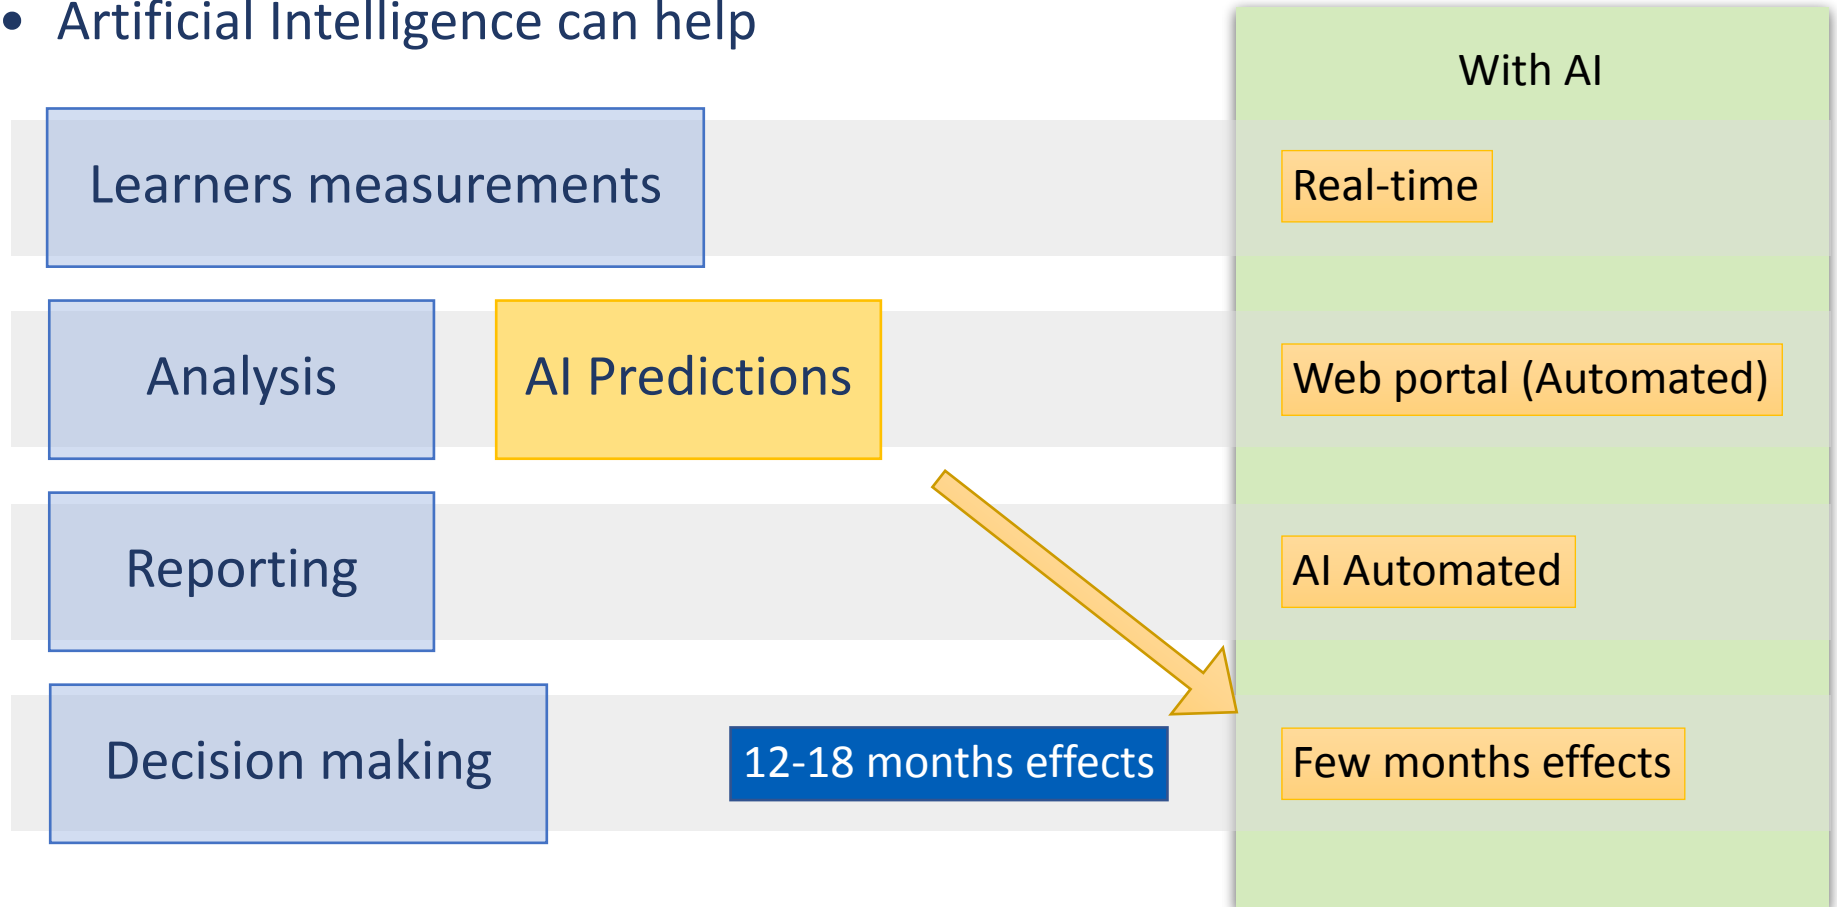 • Artificial Intelligence can help
With AI
Learners measurements
Real-time
Analysis
AI Predictions
Web portal (Automated)
Reporting
AI Automated
Decision making
12-18 months effects
Few months effects